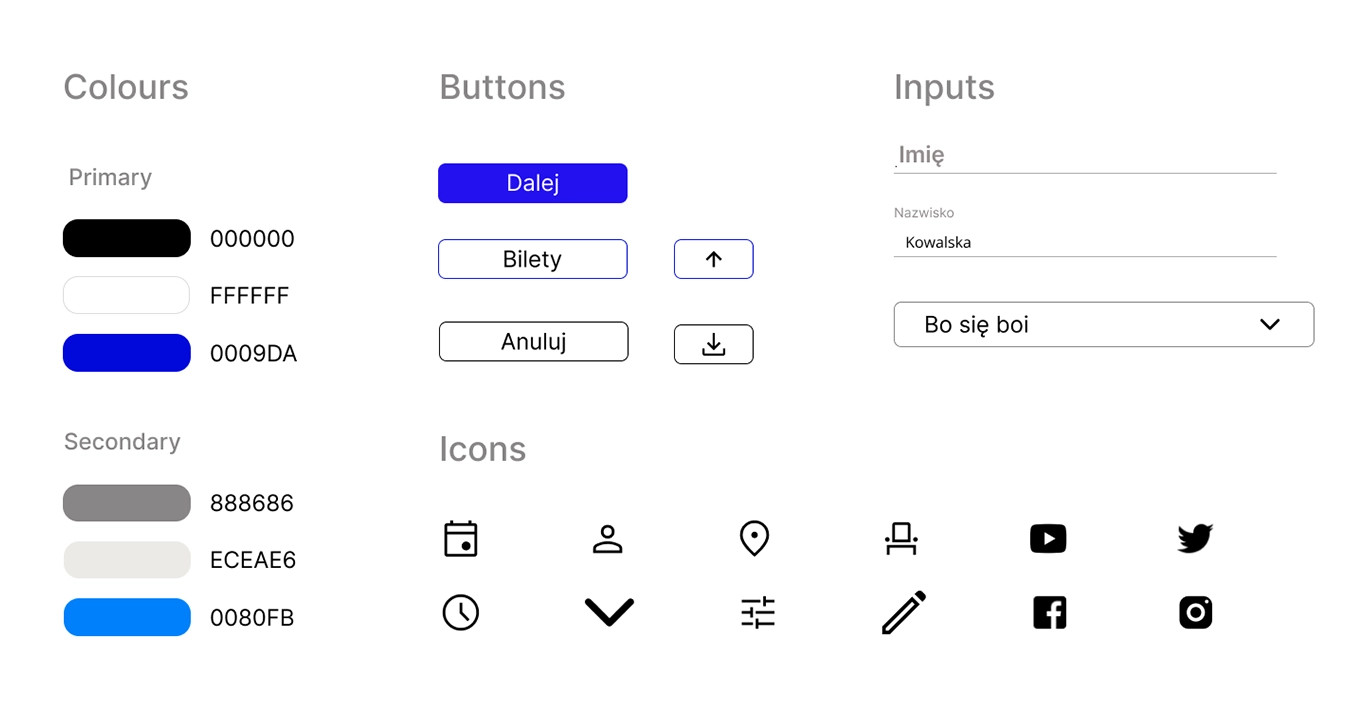 Colours
Primary
000000
FFFFFF
0009DA
Secondary
888686
ECEAE6
0080FB
Buttons
Dalej
Bilety
Anuluj
Inputs
Imię
Nazwisko
Kowalska
Bo się boi
Icons